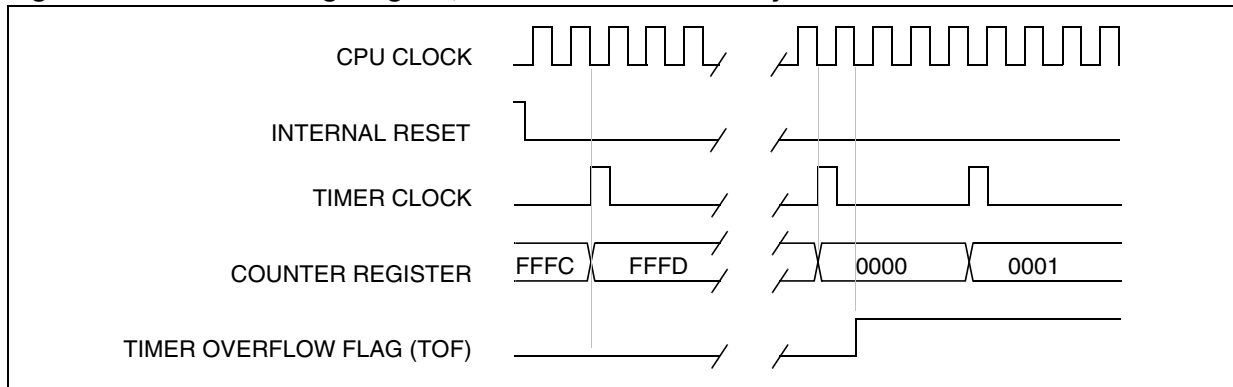 CPU CLOCK
INTERNAL RESET
TIMER CLOCK
COUNTER REGISTER FFFC FFFD 0000 0001
TIMER OVERFLOW FLAG (TOF)